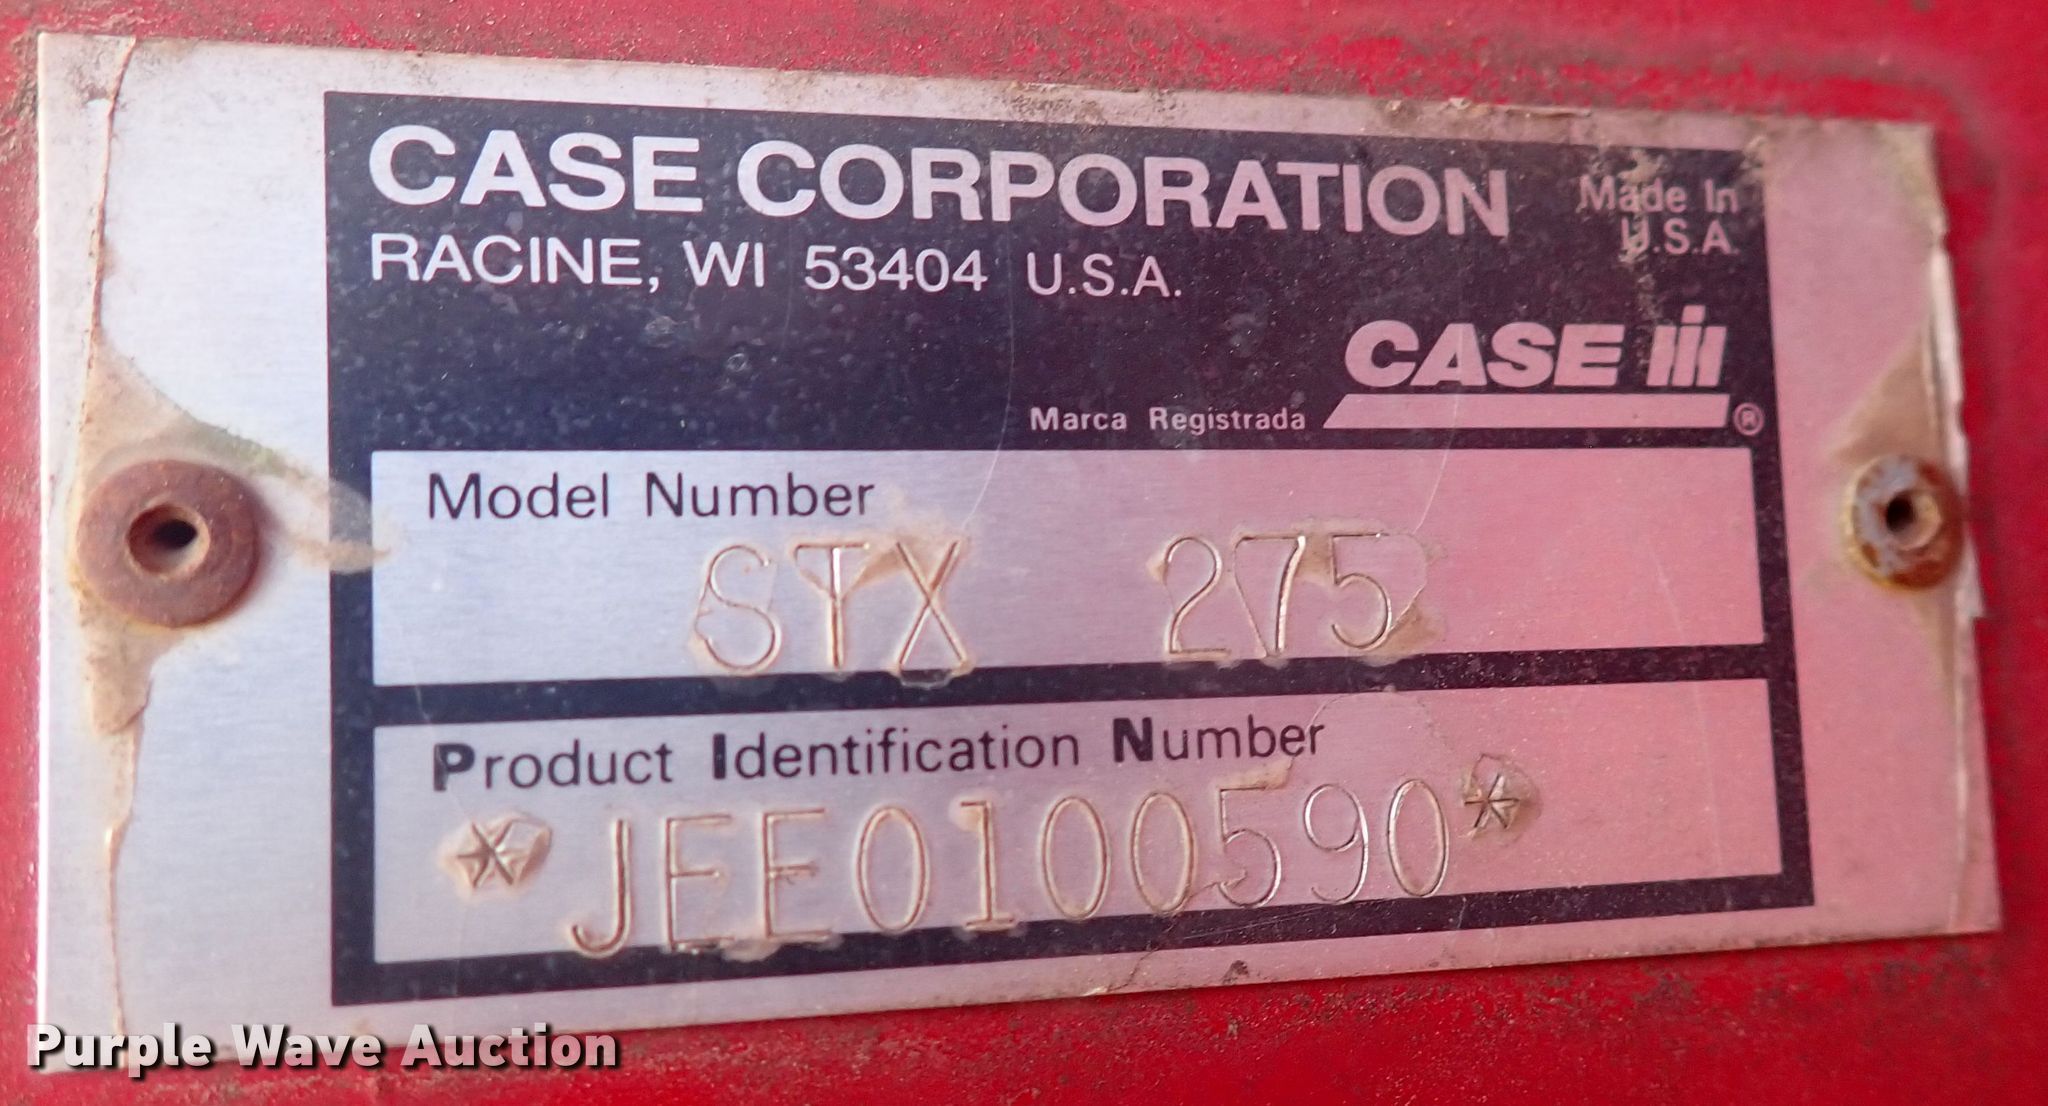 CASE CORPORATION
Made In
U.S.A.
RACINE, WI 53404 U.S.A.
CASE IH
Marca Registrada ®
Model Number
STX 275
Product Identification Number
*JEE0100590*
Purple Wave Auction